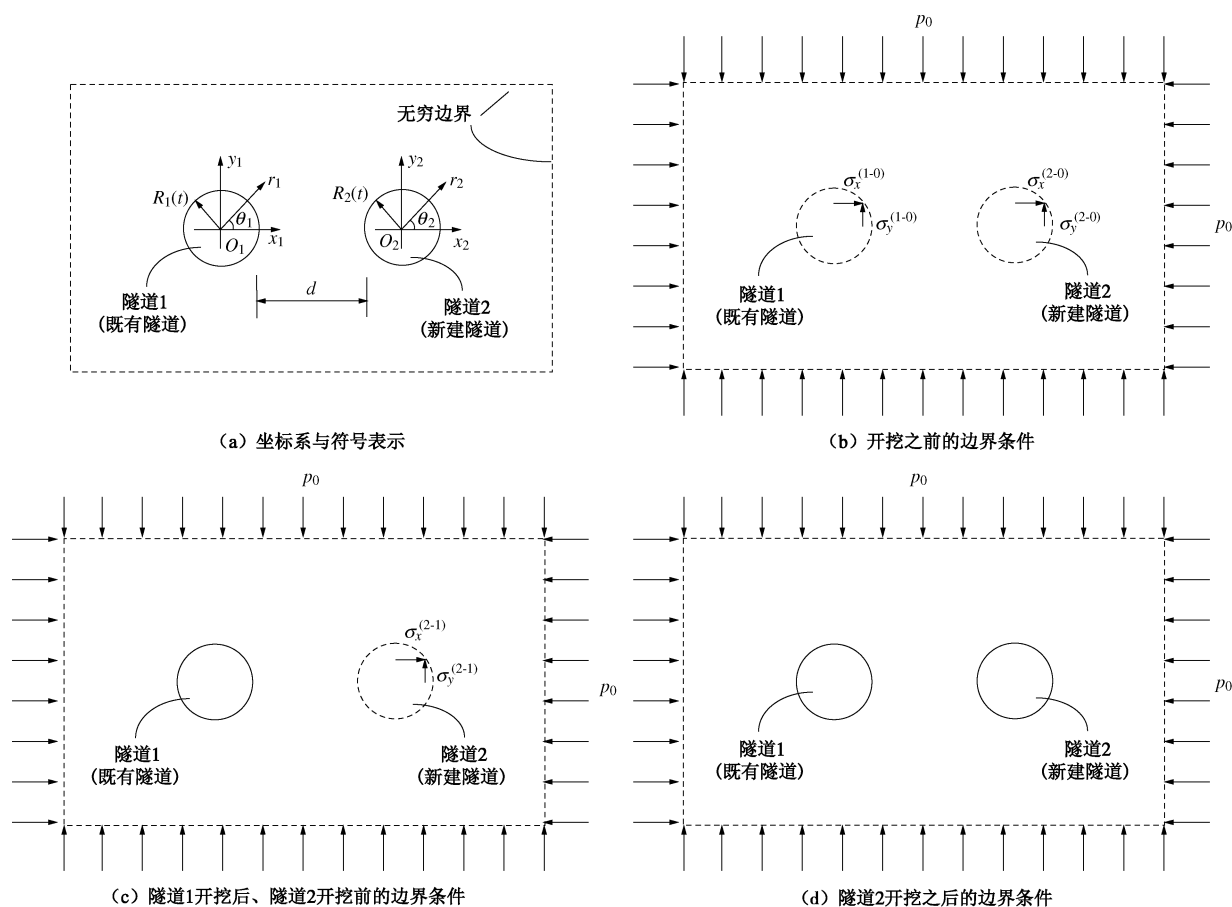 无穷边界
y₁
r₁
R₁(t)
θ₁
O₁
x₁
y₂
r₂
R₂(t)
θ₂
O₂
x₂
d
隧道1
(既有隧道)
隧道2
(新建隧道)
(a) 坐标系与符号表示
p₀
σₓ⁽¹⁻⁰⁾
σ_y⁽¹⁻⁰⁾
σₓ⁽²⁻⁰⁾
σ_y⁽²⁻⁰⁾
p₀
隧道1
(既有隧道)
隧道2
(新建隧道)
(b) 开挖之前的边界条件
p₀
σₓ⁽²⁻¹⁾
σ_y⁽²⁻¹⁾
p₀
隧道1
(既有隧道)
隧道2
(新建隧道)
(c) 隧道1开挖后、隧道2开挖前的边界条件
p₀
p₀
隧道1
(既有隧道)
隧道2
(新建隧道)
(d) 隧道2开挖之后的边界条件